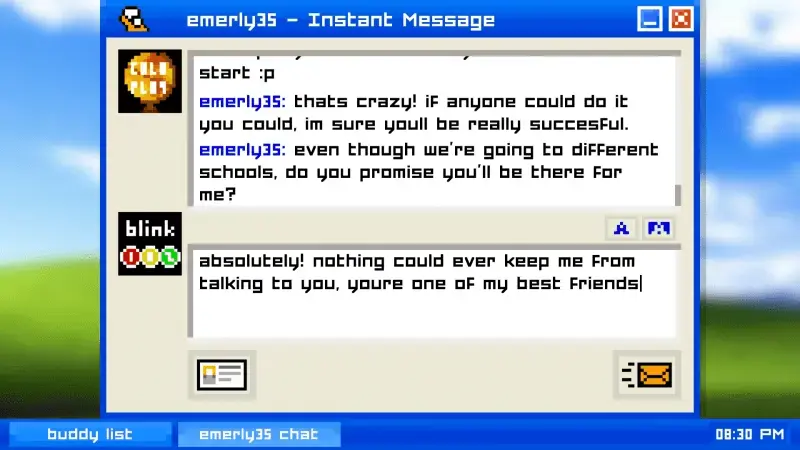 emerly35 - Instant Message
COLD
PLAY
start :p
emerly35: thats crazy! if anyone could do it
you could, im sure youll be really succesful.
emerly35: even though we're going to different
schools, do you promise you'll be there for
me?
blink
182
A
absolutely! nothing could ever keep me from
talking to you, youre one of my best friends
buddy list
emerly35 chat
08:30 PM